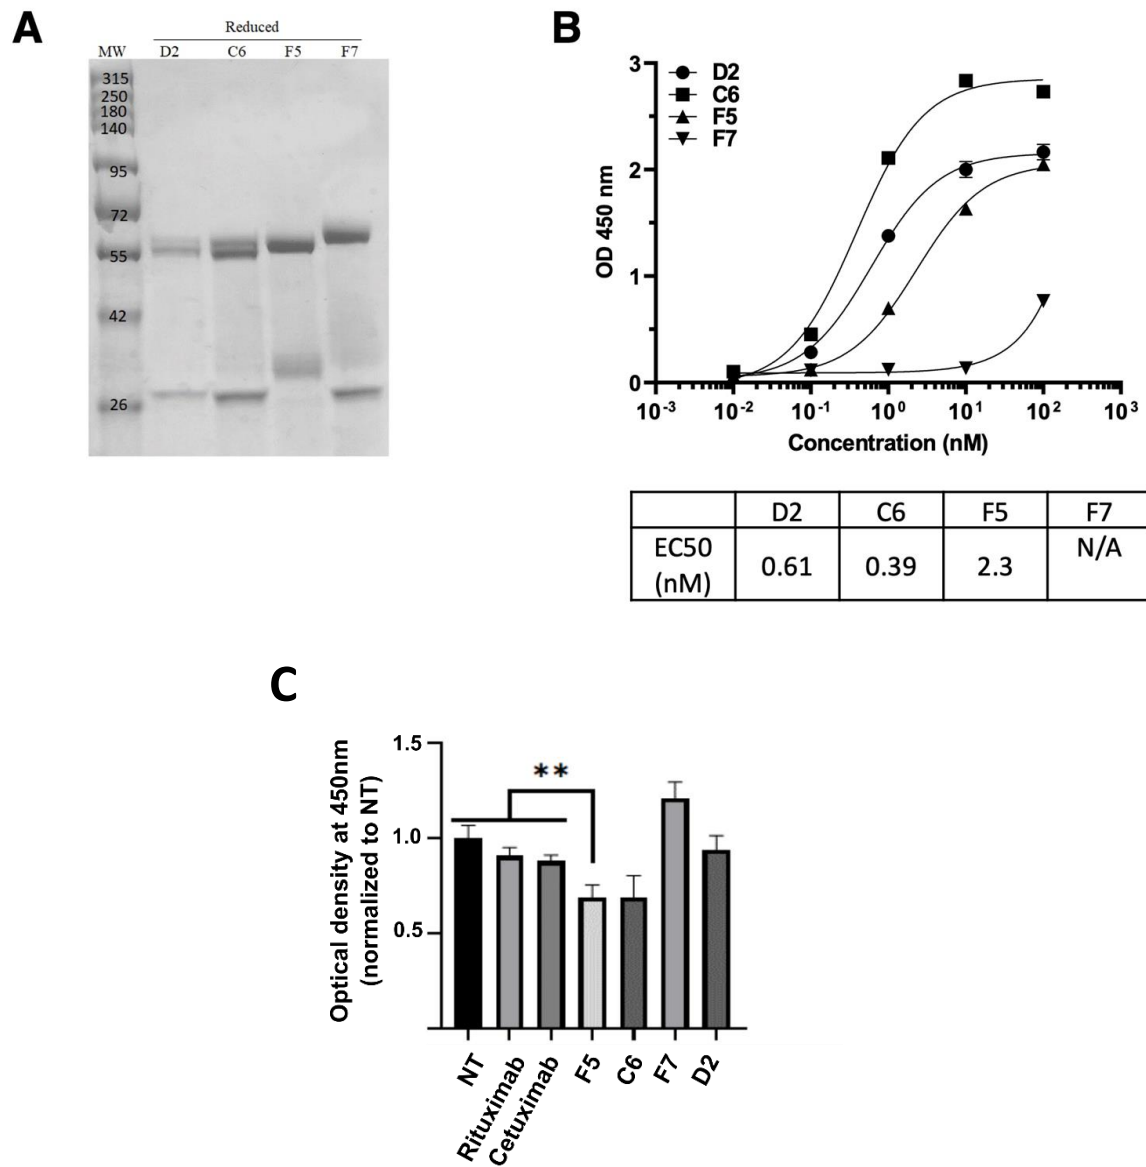 A
Reduced
MW D2 C6 F5 F7
315
250
180
140
95
72
55
42
26
B
D2
C6
F5
F7
3
2
1
0
OD 450 nm
10-3 10-2 10-1 100 101 102 103
Concentration (nM)
D2 C6 F5 F7
EC50 (nM) 0.61 0.39 2.3 N/A
C
Optical density at 450nm
(normalized to NT)
1.5
1.0
0.5
**
NT
Rituximab
Cetuximab
F5
C6
F7
D2